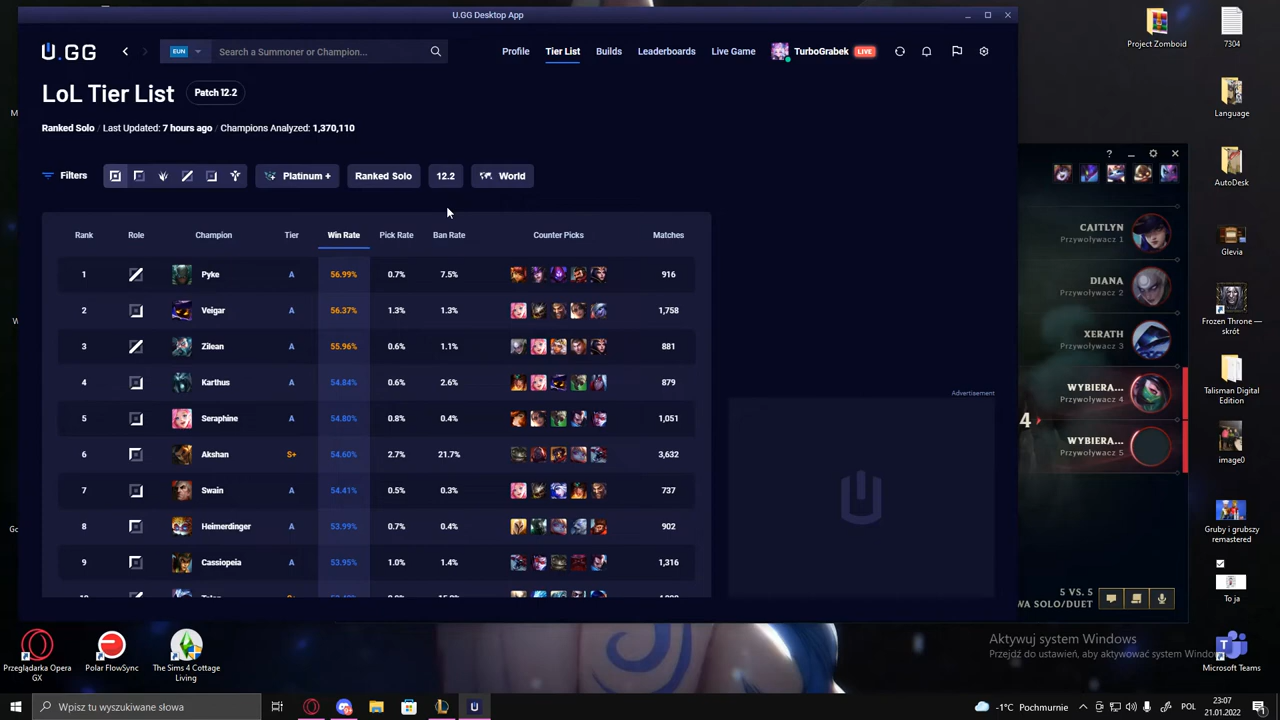 U.GG Desktop App
U.GG
EUN
Search a Summoner or Champion...
Profile
Tier List
Builds
Leaderboards
Live Game
TurboGrabek
LIVE
LoL Tier List
Patch 12.2
Ranked Solo / Last Updated: 7 hours ago / Champions Analyzed: 1,370,110
Filters
Platinum +
Ranked Solo
12.2
World
Rank Role Champion Tier Win Rate Pick Rate Ban Rate Counter Picks Matches
1 Pyke A 56.99% 0.7% 7.5% 916
2 Veigar A 56.37% 1.3% 1.3% 1,758
3 Zilean A 55.96% 0.6% 1.1% 881
4 Karthus A 54.84% 0.6% 2.6% 879
5 Seraphine A 54.80% 0.8% 0.4% 1,051
6 Akshan S+ 54.60% 2.7% 21.7% 3,632
7 Swain A 54.41% 0.5% 0.3% 737
8 Heimerdinger A 53.99% 0.7% 0.4% 902
9 Cassiopeia A 53.95% 1.0% 1.4% 1,316
Advertisement
?
CAITLYN
Przywoływacz 1
DIANA
Przywoływacz 2
XERATH
Przywoływacz 3
WYBIERA...
Przywoływacz 4
4
WYBIERA...
Przywoływacz 5
5 VS. 5
WA SOLO/DUET
Project Zomboid
7304
Language
AutoDesk
Glevia
Frozen Throne —
skrót
Talisman Digital
Edition
image0
Gruby i grubszy
remastered
To ja
Microsoft Teams
Aktywuj system Windows
Przejdź do ustawień, aby aktywować system Windows
Przeglądarka Opera
GX
Polar FlowSync
The Sims 4 Cottage
Living
Wpisz tu wyszukiwane słowa
-1°C Pochmurnie
POL
23:07
21.01.2022